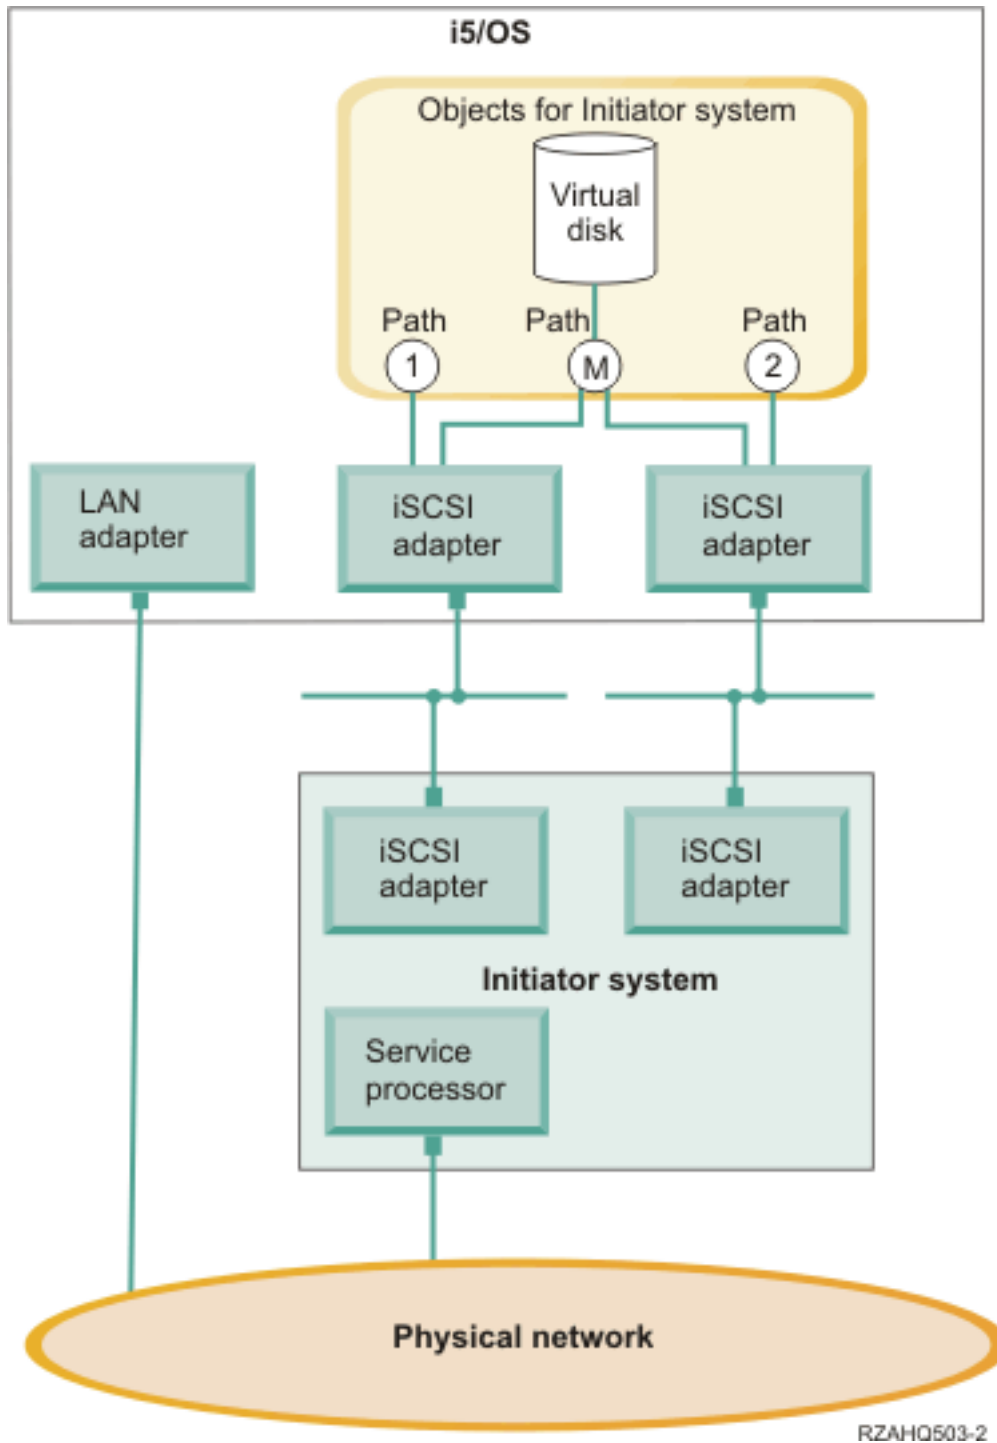 i5/OS
Objects for Initiator system
Virtual
disk
Path
Path
Path
1
M
2
LAN
adapter
iSCSI
adapter
iSCSI
adapter
iSCSI
adapter
iSCSI
adapter
Initiator system
Service
processor
Physical network
RZAHQ503-2